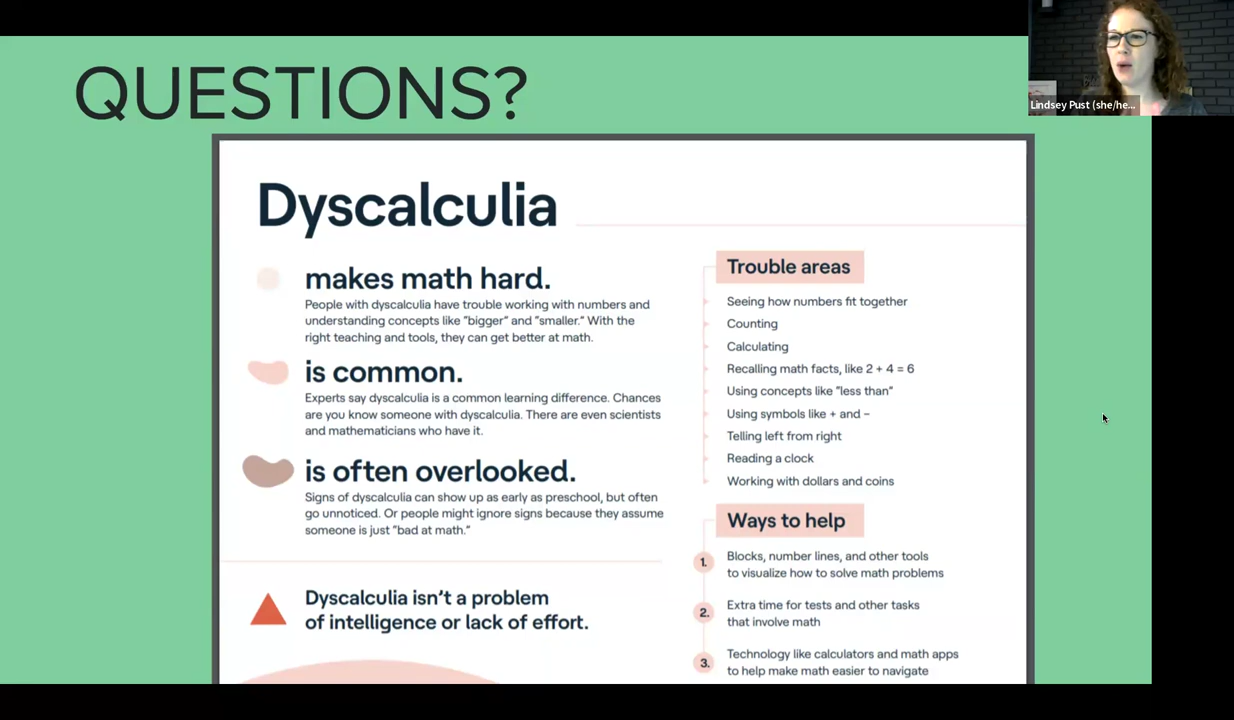 QUESTIONS?
Lindsey Pust (she/he...
Dyscalculia
makes math hard.
People with dyscalculia have trouble working with numbers and
understanding concepts like "bigger" and "smaller." With the
right teaching and tools, they can get better at math.
is common.
Experts say dyscalculia is a common learning difference. Chances
are you know someone with dyscalculia. There are even scientists
and mathematicians who have it.
is often overlooked.
Signs of dyscalculia can show up as early as preschool, but often
go unnoticed. Or people might ignore signs because they assume
someone is just "bad at math."
Dyscalculia isn't a problem
of intelligence or lack of effort.
Trouble areas
Seeing how numbers fit together
Counting
Calculating
Recalling math facts, like 2 + 4 = 6
Using concepts like "less than"
Using symbols like + and –
Telling left from right
Reading a clock
Working with dollars and coins
Ways to help
1. Blocks, number lines, and other tools
to visualize how to solve math problems
2. Extra time for tests and other tasks
that involve math
3. Technology like calculators and math apps
to help make math easier to navigate